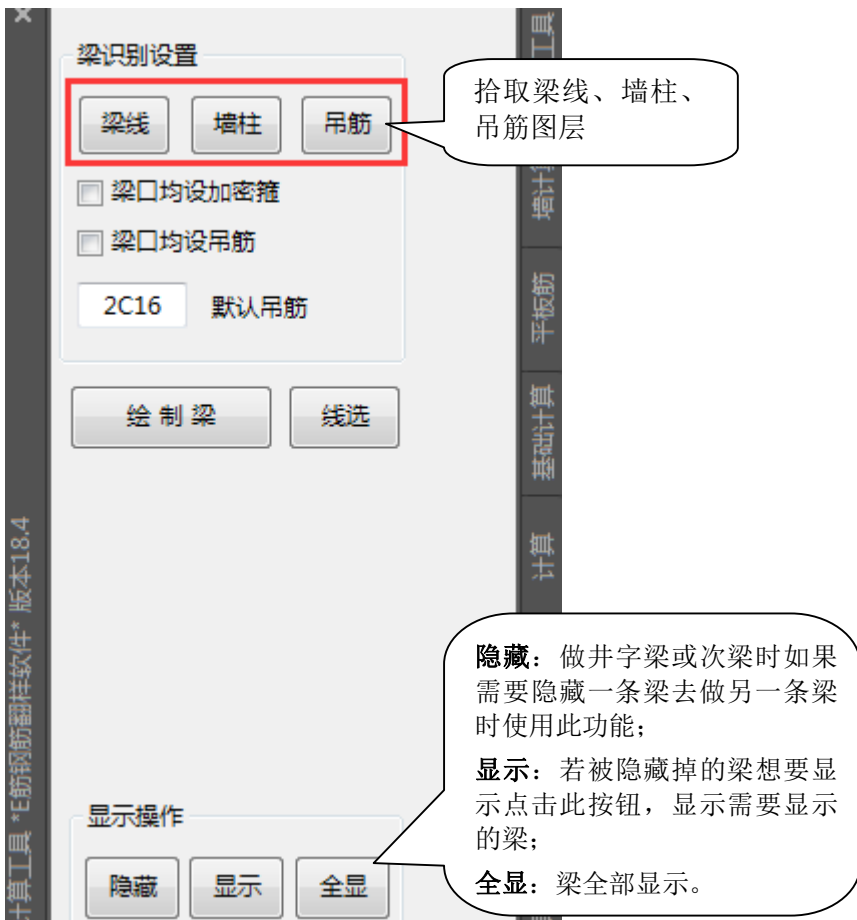 梁识别设置
梁线 墙柱 吊筋
拾取梁线、墙柱、
吊筋图层
梁口均设加密箍
梁口均设吊筋
2C16 默认吊筋
绘 制 梁 线选
平板筋
基础计算
计算
计算工具 *E筋钢筋翻样软件* 版本18.4
隐藏：做井字梁或次梁时如果
需要隐藏一条梁去做另一条梁
时使用此功能；
显示：若被隐藏掉的梁想要显
示点击此按钮，显示需要显示
的梁；
全显：梁全部显示。
显示操作
隐藏 显示 全显